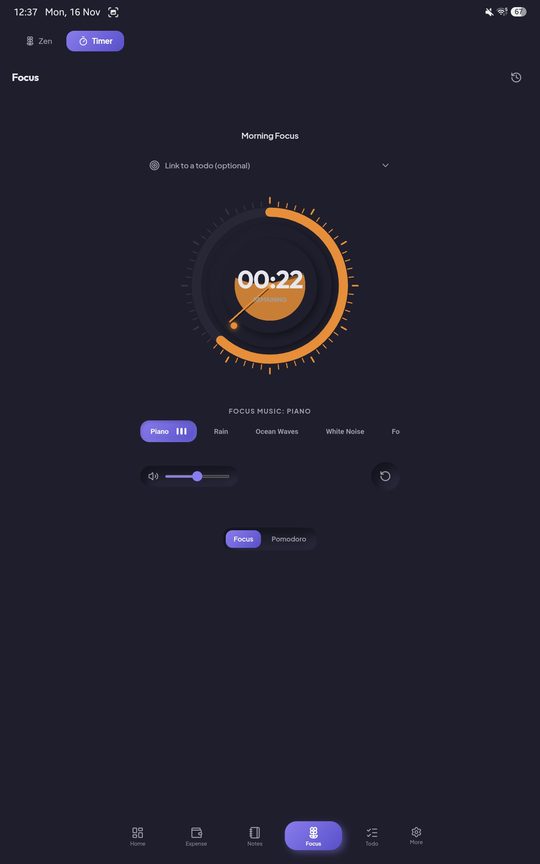 12:37 Mon, 16 Nov 67
Zen Timer
Focus
Morning Focus
Link to a todo (optional)
00:22
REMAINING
FOCUS MUSIC: PIANO
Piano Rain Ocean Waves White Noise Fo
Focus Pomodoro
Home Expense Notes Focus Todo More